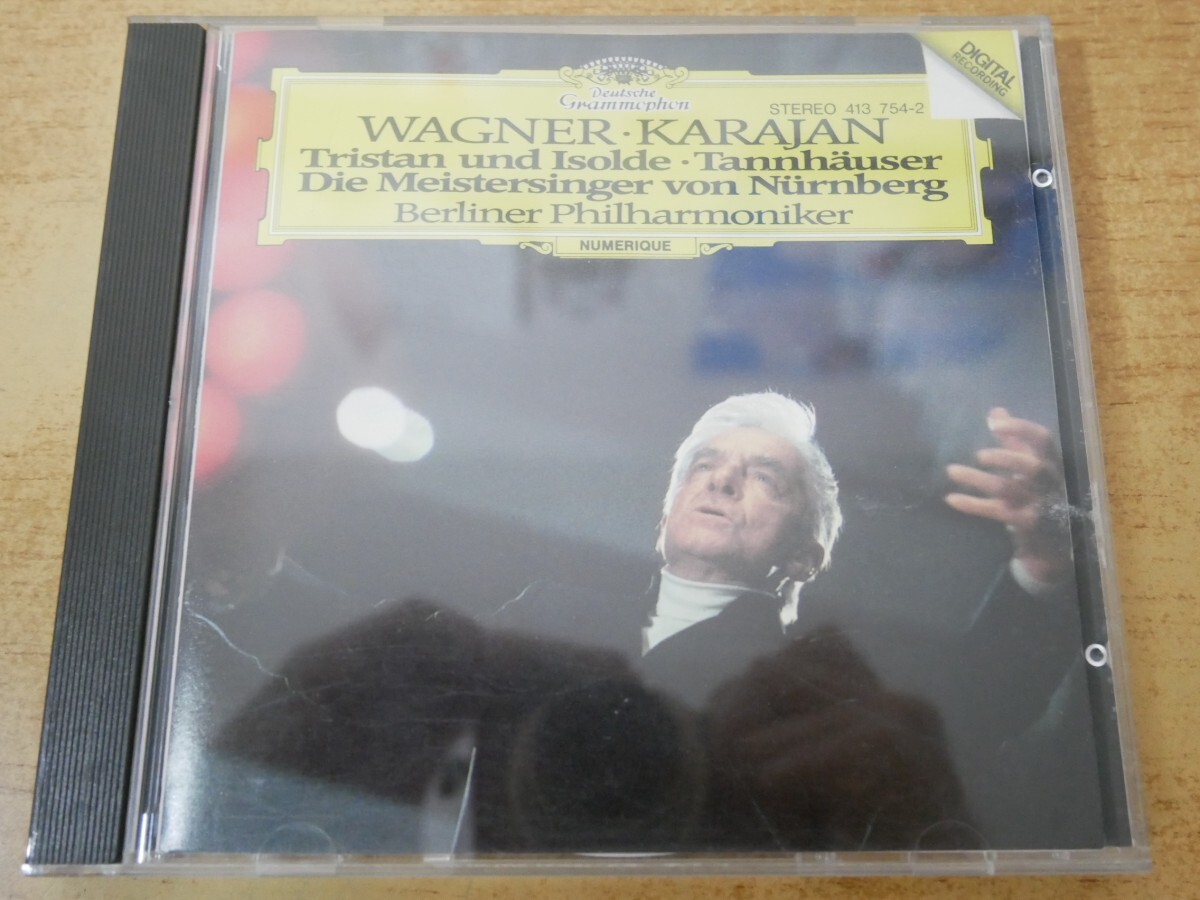 DIGITAL
RECORDING
Deutsche
Grammophon
STEREO 413 754-2
WAGNER · KARAJAN
Tristan und Isolde · Tannhäuser
Die Meistersinger von Nürnberg
Berliner Philharmoniker
NUMERIQUE